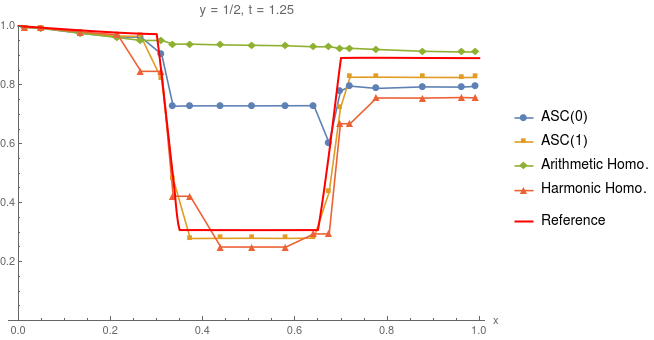 y = 1/2, t = 1.25
1.0
0.8
0.6
0.4
0.2
0.0 0.2 0.4 0.6 0.8 1.0 x
ASC(0)
ASC(1)
Arithmetic Homo.
Harmonic Homo.
Reference